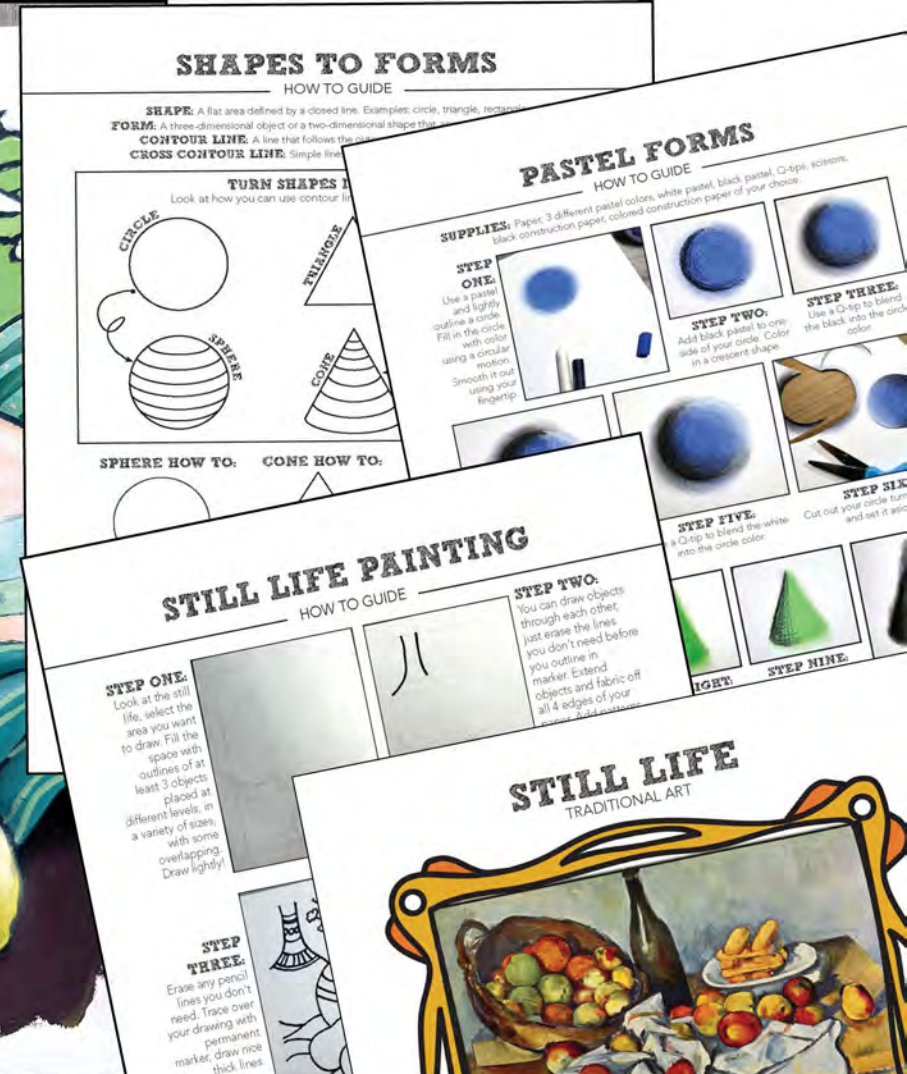 SHAPES TO FORMS
HOW TO GUIDE
SHAPE: A flat area defined by a closed line. Examples: circle, triangle, rectangle
FORM: A three-dimensional object or a two-dimensional shape that
CONTOUR LINE: A line that follows the
CROSS CONTOUR LINE: Simple line
TURN SHAPES
Look at how you can use contour
CIRCLE
TRIANGLE
SPHERE
CONE
SPHERE HOW TO:
CONE HOW TO:
PASTEL FORMS
HOW TO GUIDE
SUPPLIES: Paper, 3 different pastel colors, white pastel, black pastel, Q-tips, scissors,
black construction paper, colored construction paper of your choice.
STEP
ONE:
Use a pastel
and lightly
outline a circle.
Fill in the circle
with color
using a circular
motion.
Smooth it out
using your
fingertip.
STEP TWO:
Add black pastel to one
side of your circle. Color
in a crescent shape.
STEP THREE:
Use a Q-tip to blend
the black into the circle
color.
STEP FIVE:
a Q-tip to blend the white
into the circle color.
STEP SIX
Cut out your circle
and set it
IGHT:
STEP NINE:
STILL LIFE PAINTING
HOW TO GUIDE
STEP ONE:
Look at the still
life, select the
area you want
to draw. Fill the
space with
outlines of at
least 3 objects
placed at
different levels, in
a variety of sizes,
with some
overlapping.
Draw lightly!
STEP TWO:
You can draw objects
through each other,
just erase the lines
you don't need before
you outline in
marker. Extend
objects and fabric off
all 4 edges of your
paper. Add patterns
STEP
THREE:
Erase any pencil
lines you don't
need. Trace over
your drawing with
permanent
marker, draw nice
thick lines.
STILL LIFE
TRADITIONAL ART